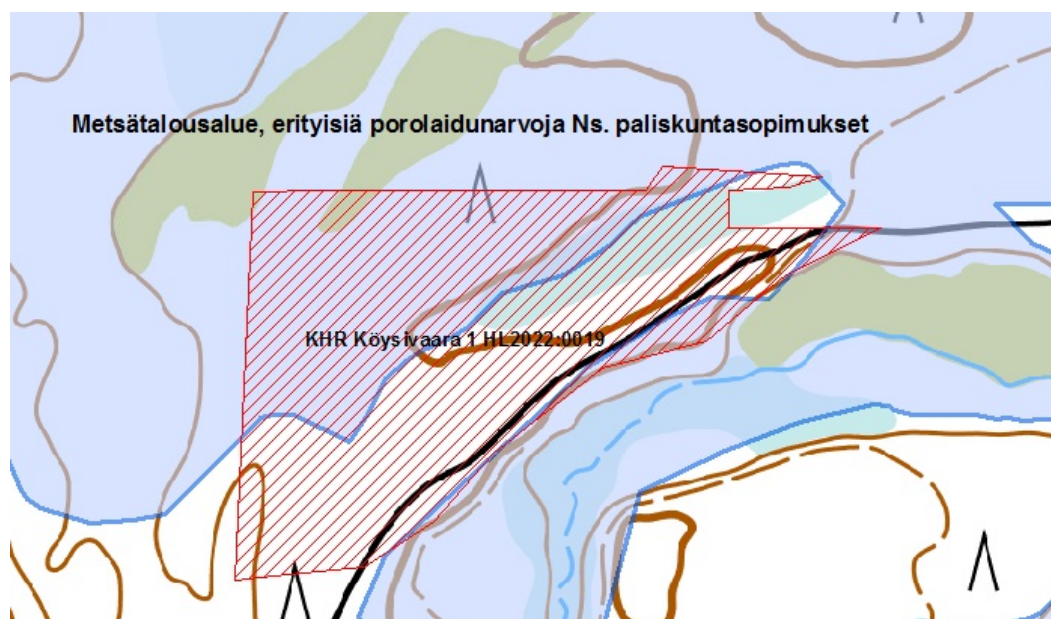 Metsätalousalue, erityisiä porolaidunarvoja Ns. paliskuntasopimukset
KHR Köysivaara 1 HL2022:0019